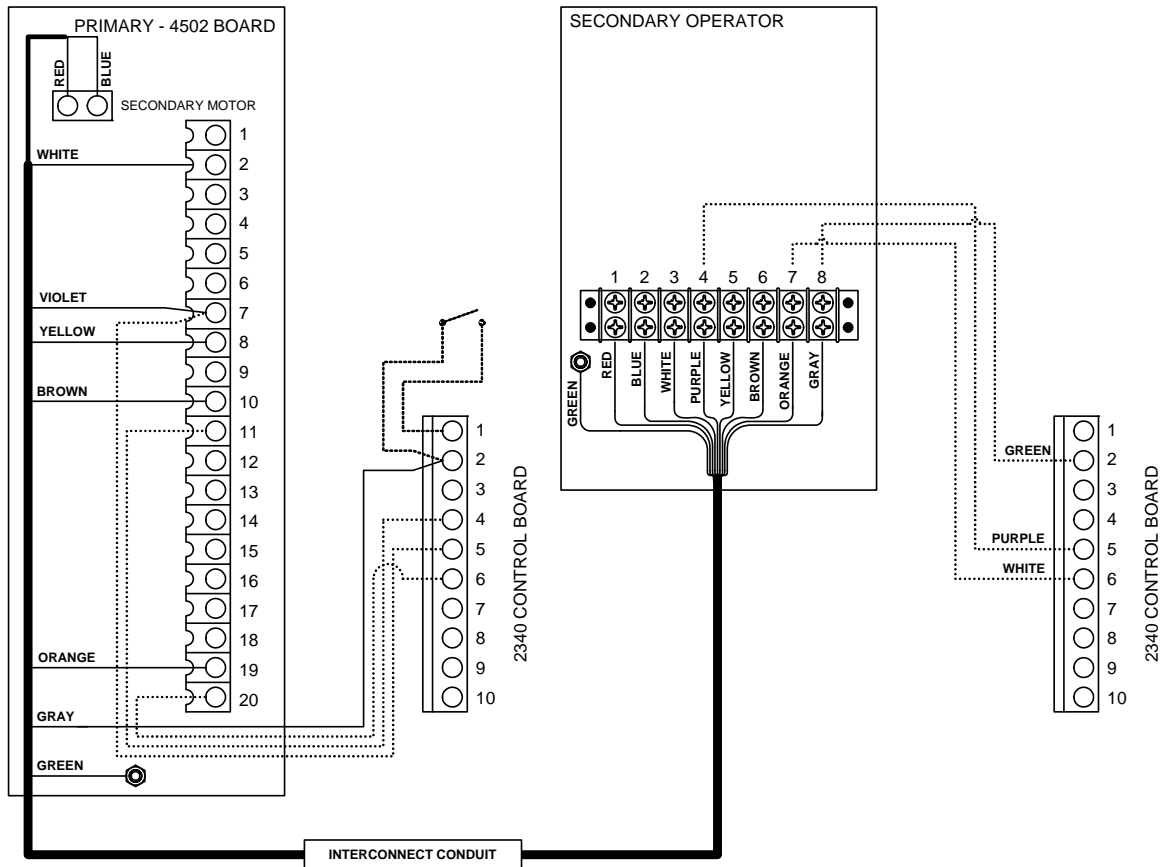 PRIMARY - 4502 BOARD
RED
BLUE
SECONDARY MOTOR
1
WHITE
2
3
4
5
6
VIOLET
7
YELLOW
8
9
BROWN
10
11
12
13
14
15
16
17
18
ORANGE
19
20
GRAY
GREEN
1
2
3
4
5
6
7
8
9
10
2340 CONTROL BOARD
SECONDARY OPERATOR
1 2 3 4 5 6 7 8
GREEN
RED
BLUE
WHITE
PURPLE
YELLOW
BROWN
ORANGE
GRAY
1
GREEN
2
3
4
PURPLE
5
WHITE
6
7
8
9
10
2340 CONTROL BOARD
INTERCONNECT CONDUIT